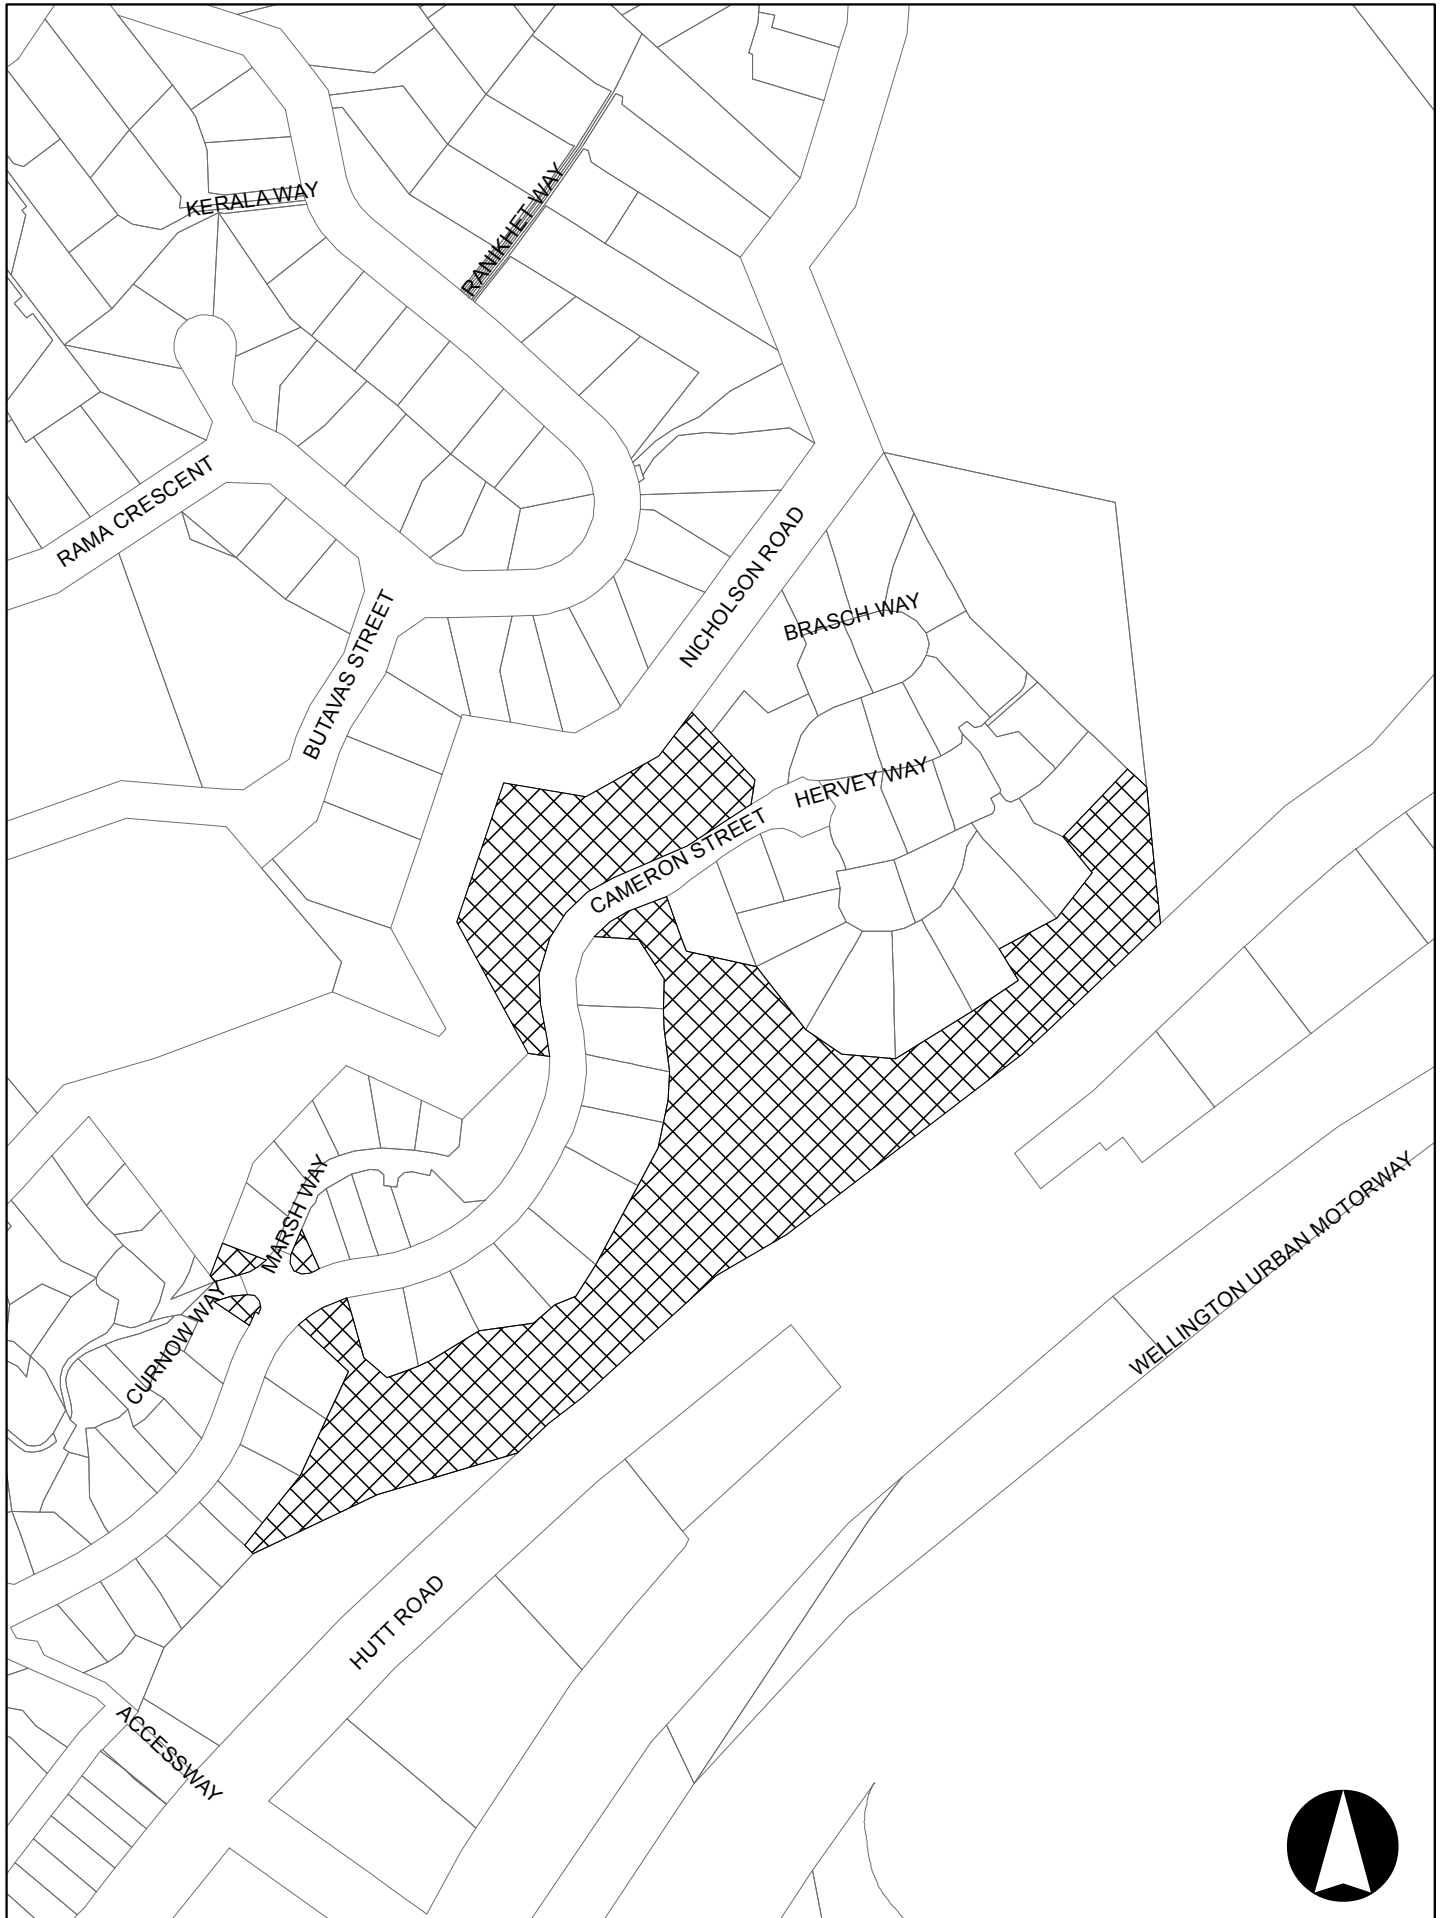 KERALA WAY
RANIKHET WAY
RAMA CRESCENT
NICHOLSON ROAD
BUTAVAS STREET
BRASCH WAY
HERVEY WAY
CAMERON STREET
MARSH WAY
CURNOW WAY
WELLINGTON URBAN MOTORWAY
HUTT ROAD
ACCESSWAY